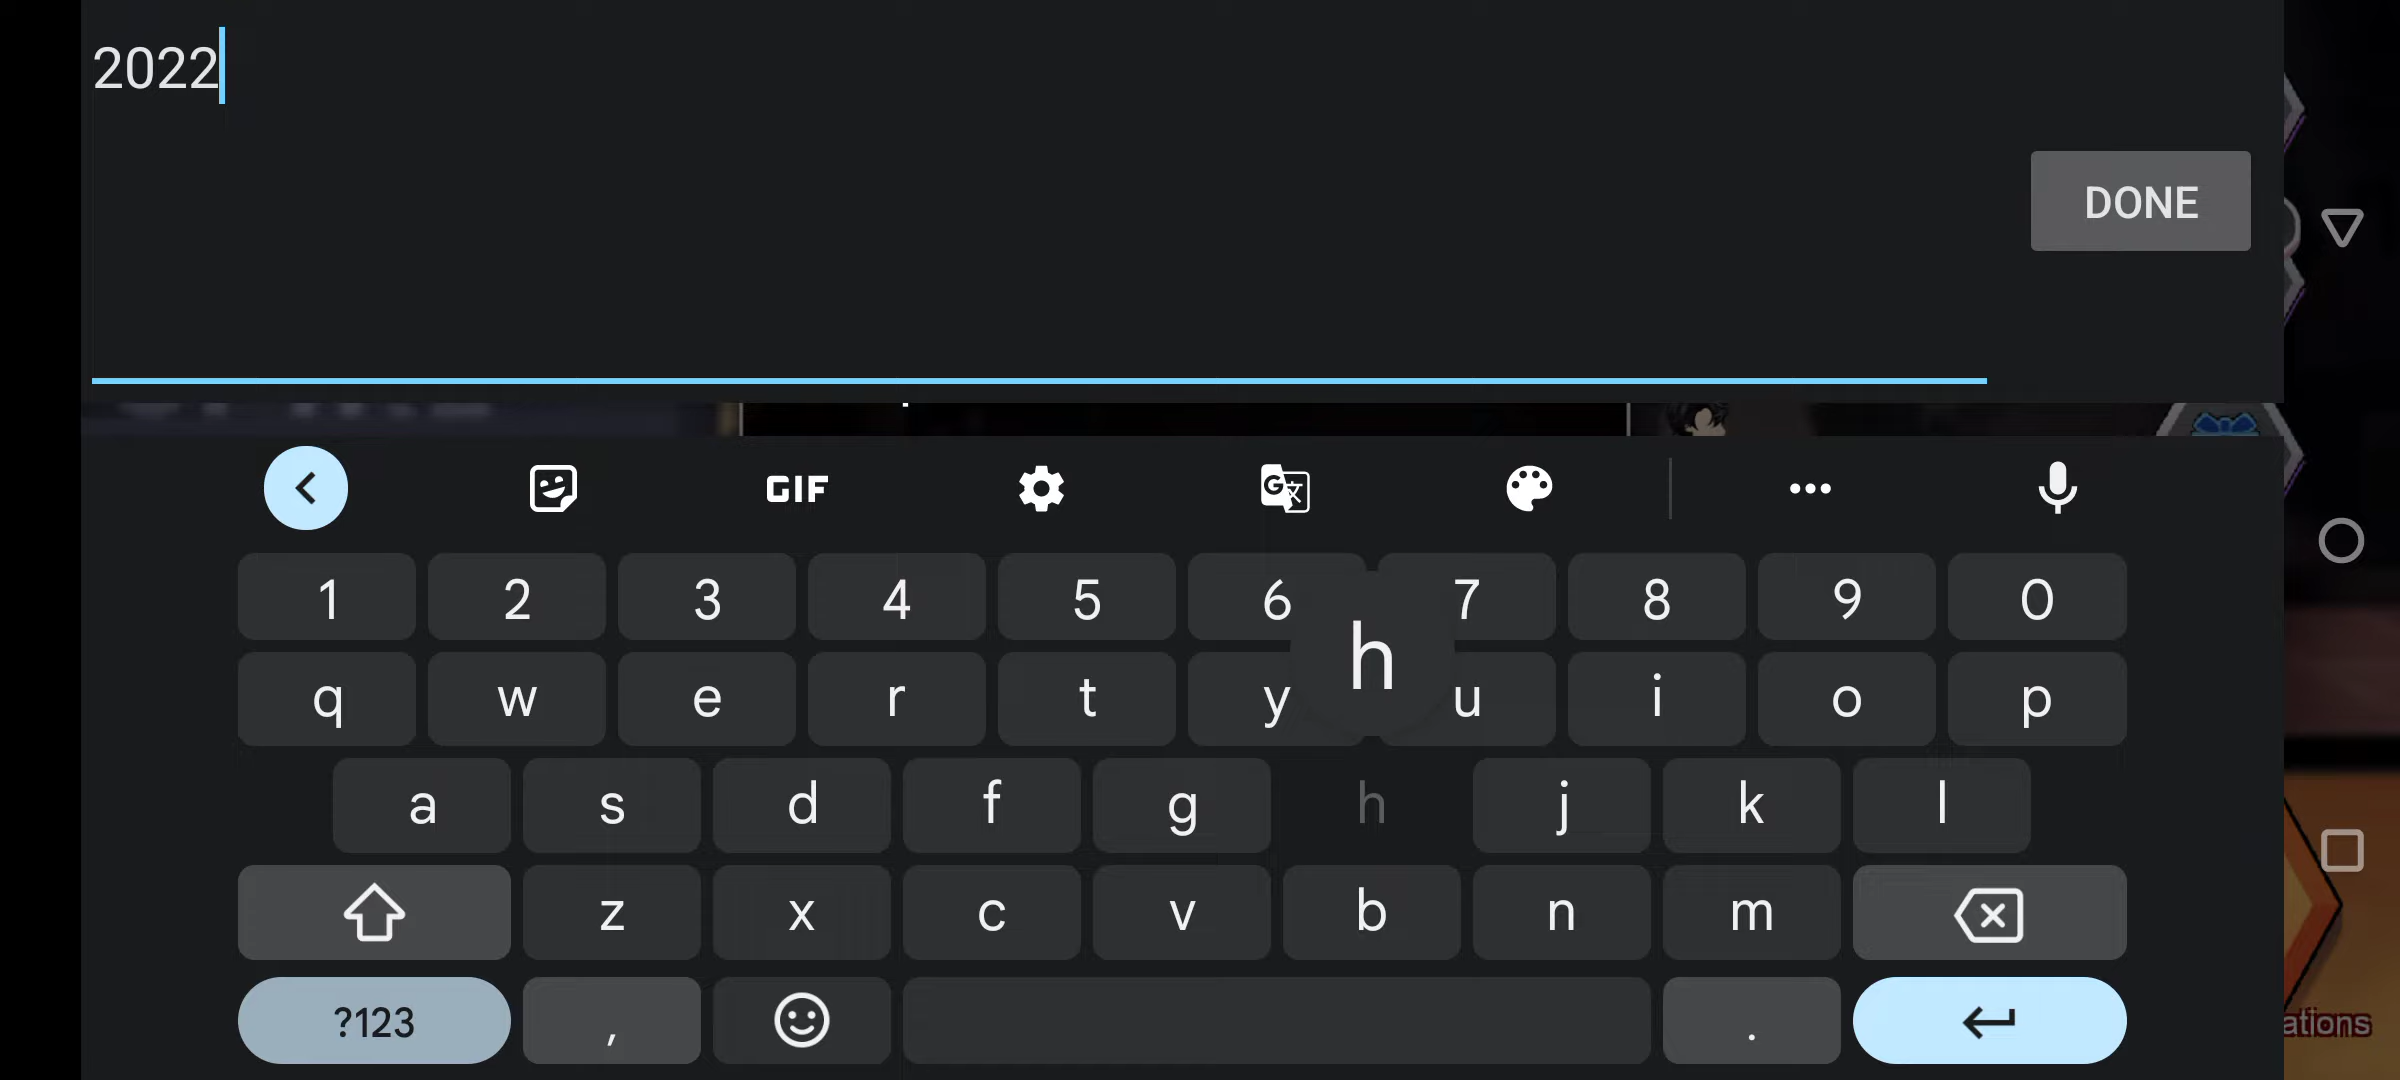 2022
DONE
GIF
1 2 3 4 5 6 7 8 9 0
h
q w e r t y u i o p
a s d f g h j k l
z x c v b n m
?123 , .
ations